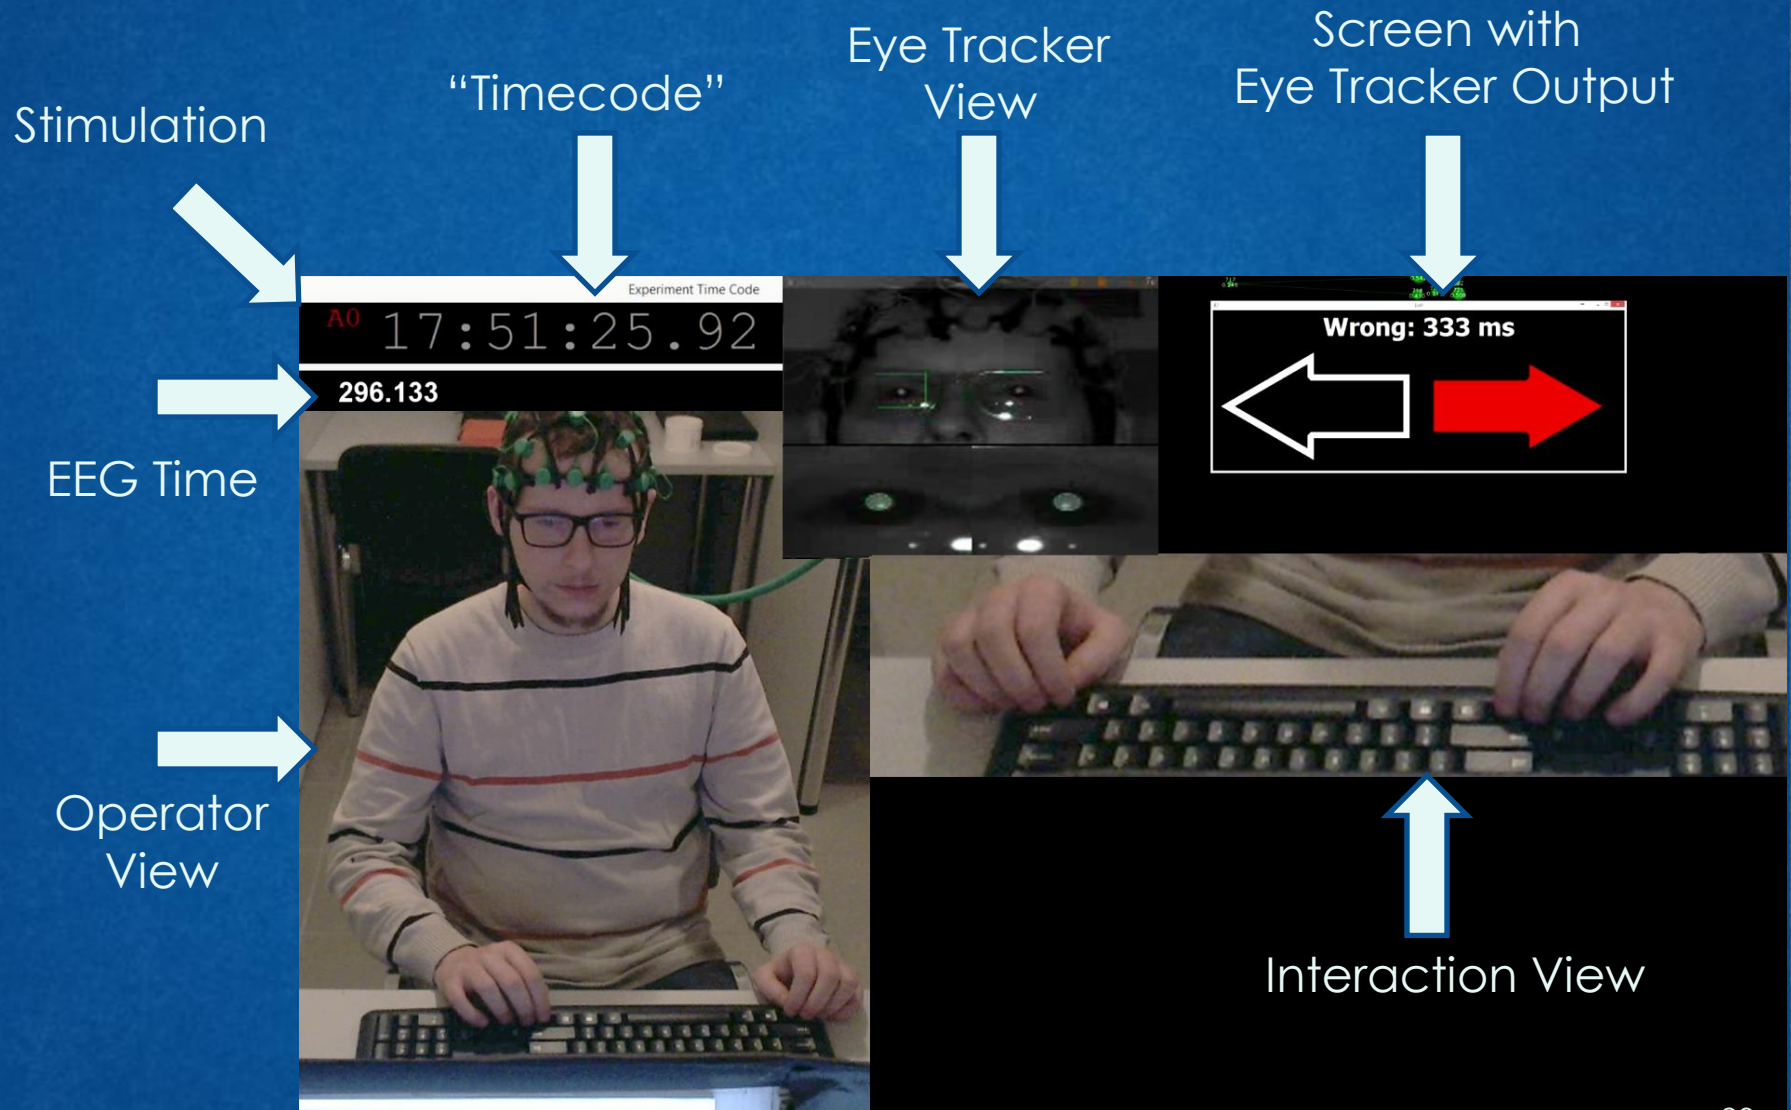 Stimulation
“Timecode”
Eye Tracker
View
Screen with
Eye Tracker Output
Experiment Time Code
A0 17:51:25.92
296.133
Wrong: 333 ms
EEG Time
Operator
View
Interaction View